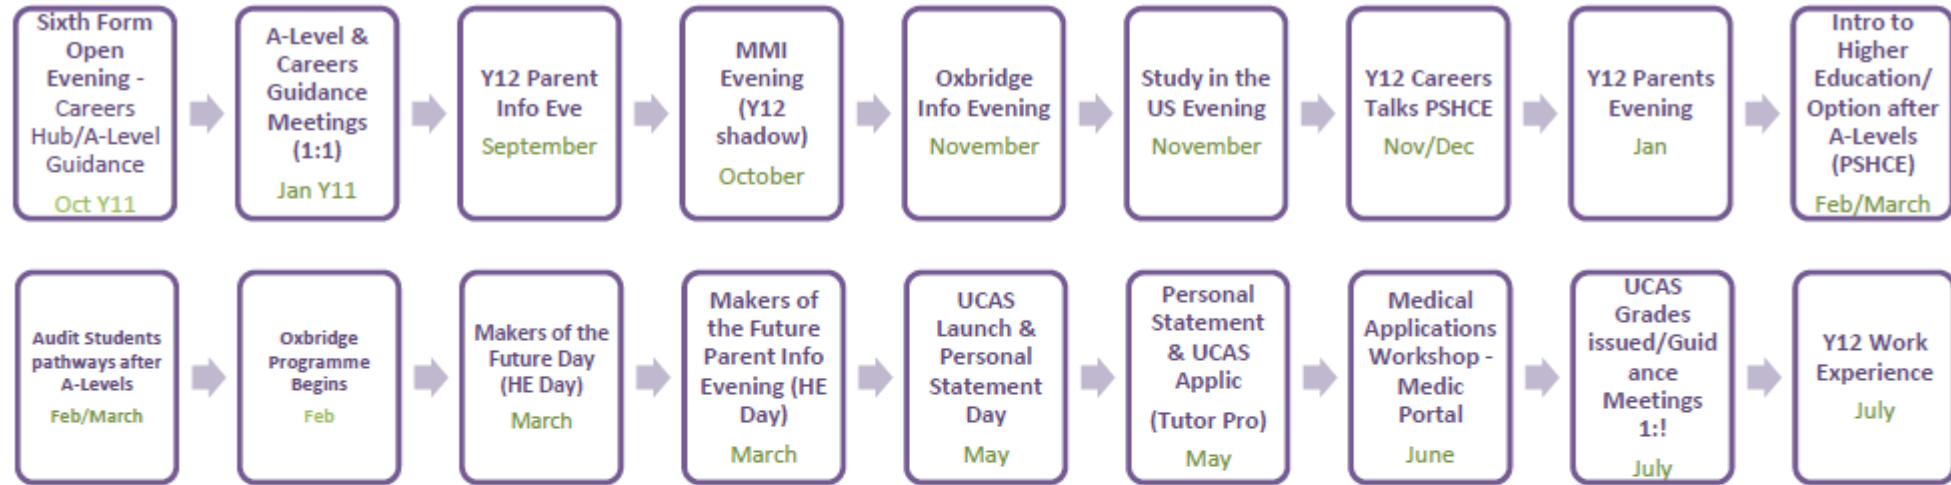 Sixth Form
Open
Evening -
Careers
Hub/A-Level
Guidance
Oct Y11
A-Level &
Careers
Guidance
Meetings
(1:1)
Jan Y11
Y12 Parent
Info Eve
September
MMI
Evening
(Y12
shadow)
October
Oxbridge
Info Evening
November
Study in the
US Evening
November
Y12 Careers
Talks PSHCE
Nov/Dec
Y12 Parents
Evening
Jan
Intro to
Higher
Education/
Option after
A-Levels
(PSHCE)
Feb/March
Audit Students
pathways after
A-Levels
Feb/March
Oxbridge
Programme
Begins
Feb
Makers of the
Future Day
(HE Day)
March
Makers of
the Future
Parent Info
Evening (HE
Day)
March
UCAS
Launch &
Personal
Statement
Day
May
Personal
Statement
& UCAS
Applic
(Tutor Pro)
May
Medical
Applications
Workshop -
Medic
Portal
June
UCAS
Grades
issued/Guid
ance
Meetings
1:!
July
Y12 Work
Experience
July